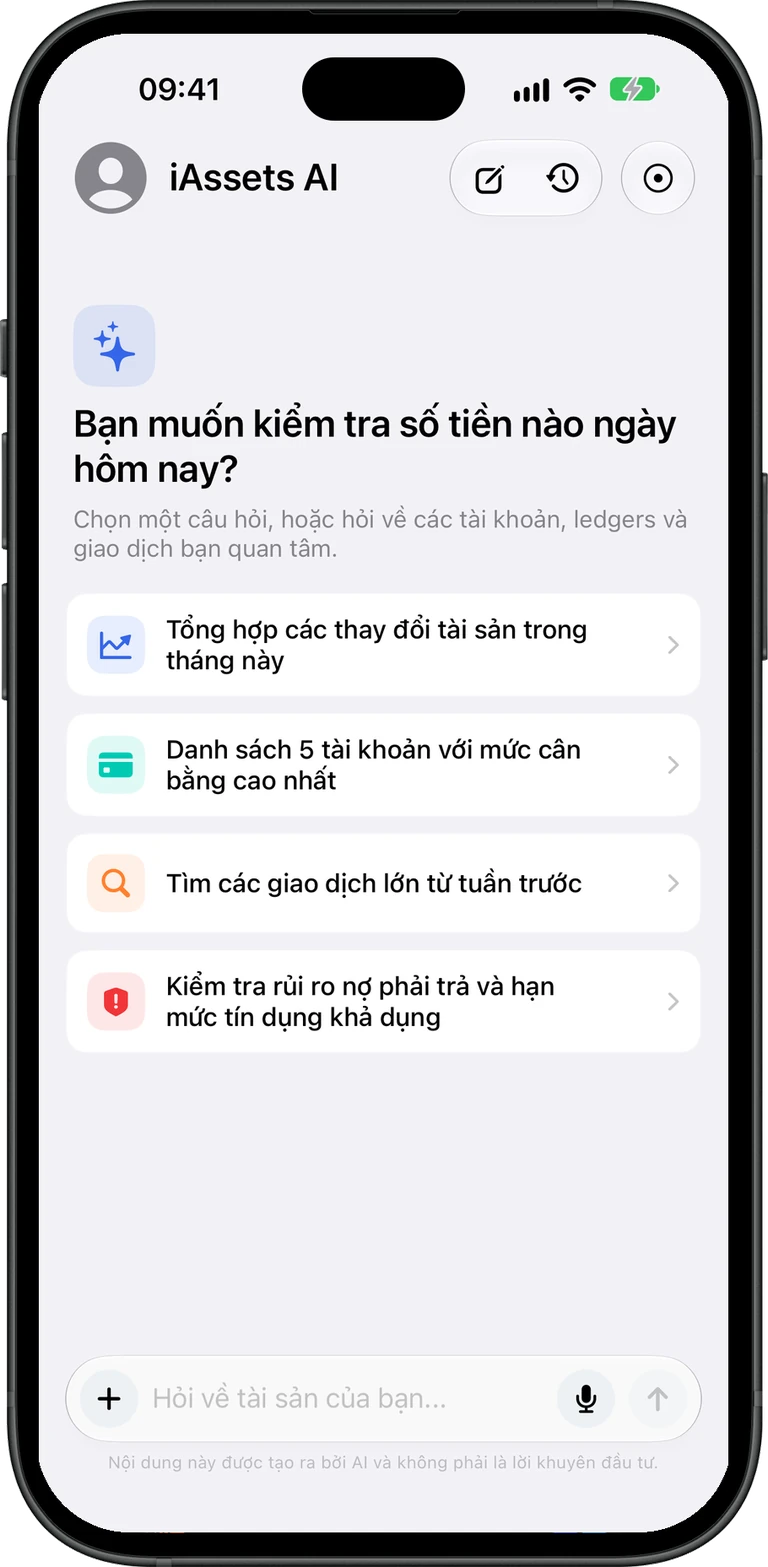 09:41
iAssets AI
Bạn muốn kiểm tra số tiền nào ngày
hôm nay?
Chọn một câu hỏi, hoặc hỏi về các tài khoản, ledgers và
giao dịch bạn quan tâm.
Tổng hợp các thay đổi tài sản trong
tháng này
Danh sách 5 tài khoản với mức cân
bằng cao nhất
Tìm các giao dịch lớn từ tuần trước
Kiểm tra rủi ro nợ phải trả và hạn
mức tín dụng khả dụng
Hỏi về tài sản của bạn...
Nội dung này được tạo ra bởi AI và không phải là lời khuyên đầu tư.